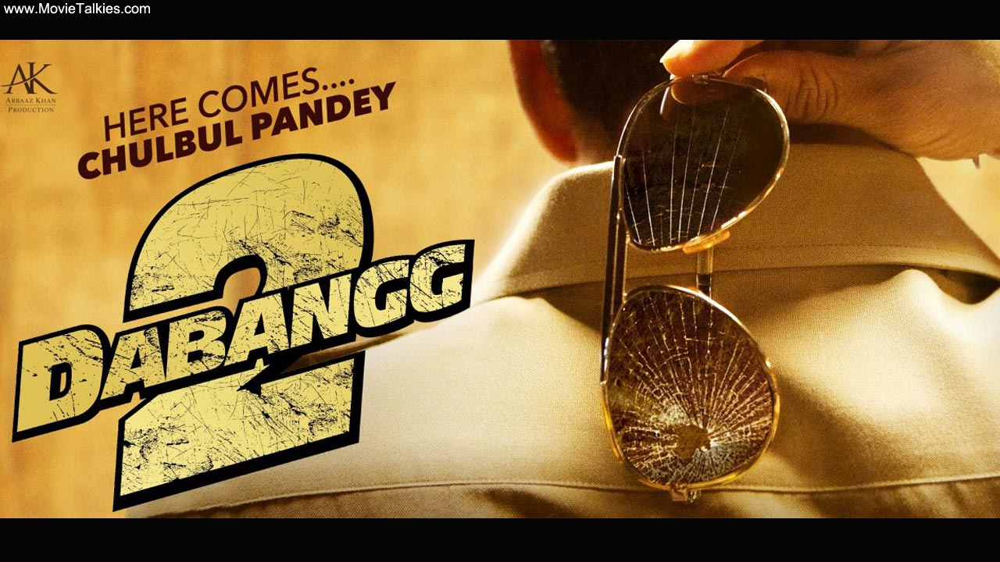 www.MovieTalkies.com
AK
ARBAAZ KHAN
PRODUCTION
HERE COMES....
CHULBUL PANDEY
2
DABANGG